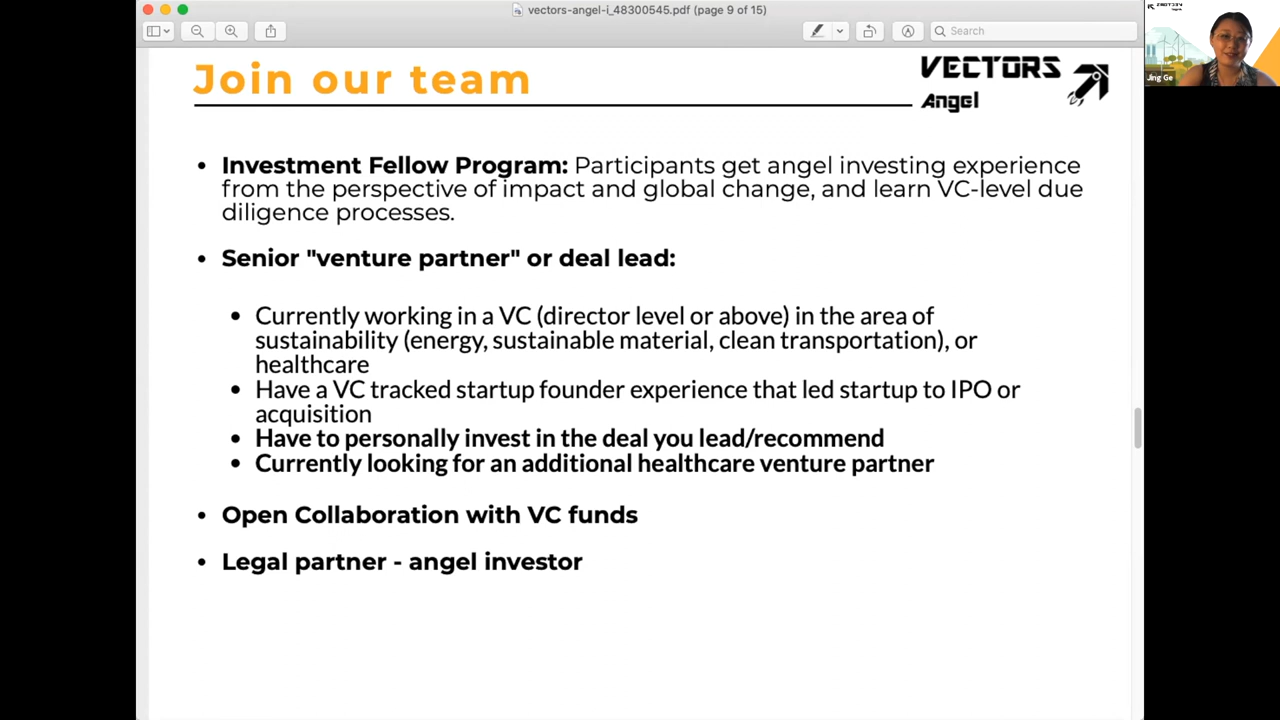 vectors-angel-i_48300545.pdf (page 9 of 15)
Search
Join our team
VECTORS
Angel
• Investment Fellow Program: Participants get angel investing experience
from the perspective of impact and global change, and learn VC-level due
diligence processes.
• Senior "venture partner" or deal lead:
• Currently working in a VC (director level or above) in the area of
sustainability (energy, sustainable material, clean transportation), or
healthcare
• Have a VC tracked startup founder experience that led startup to IPO or
acquisition
• Have to personally invest in the deal you lead/recommend
• Currently looking for an additional healthcare venture partner
• Open Collaboration with VC funds
• Legal partner - angel investor
Jing Ge